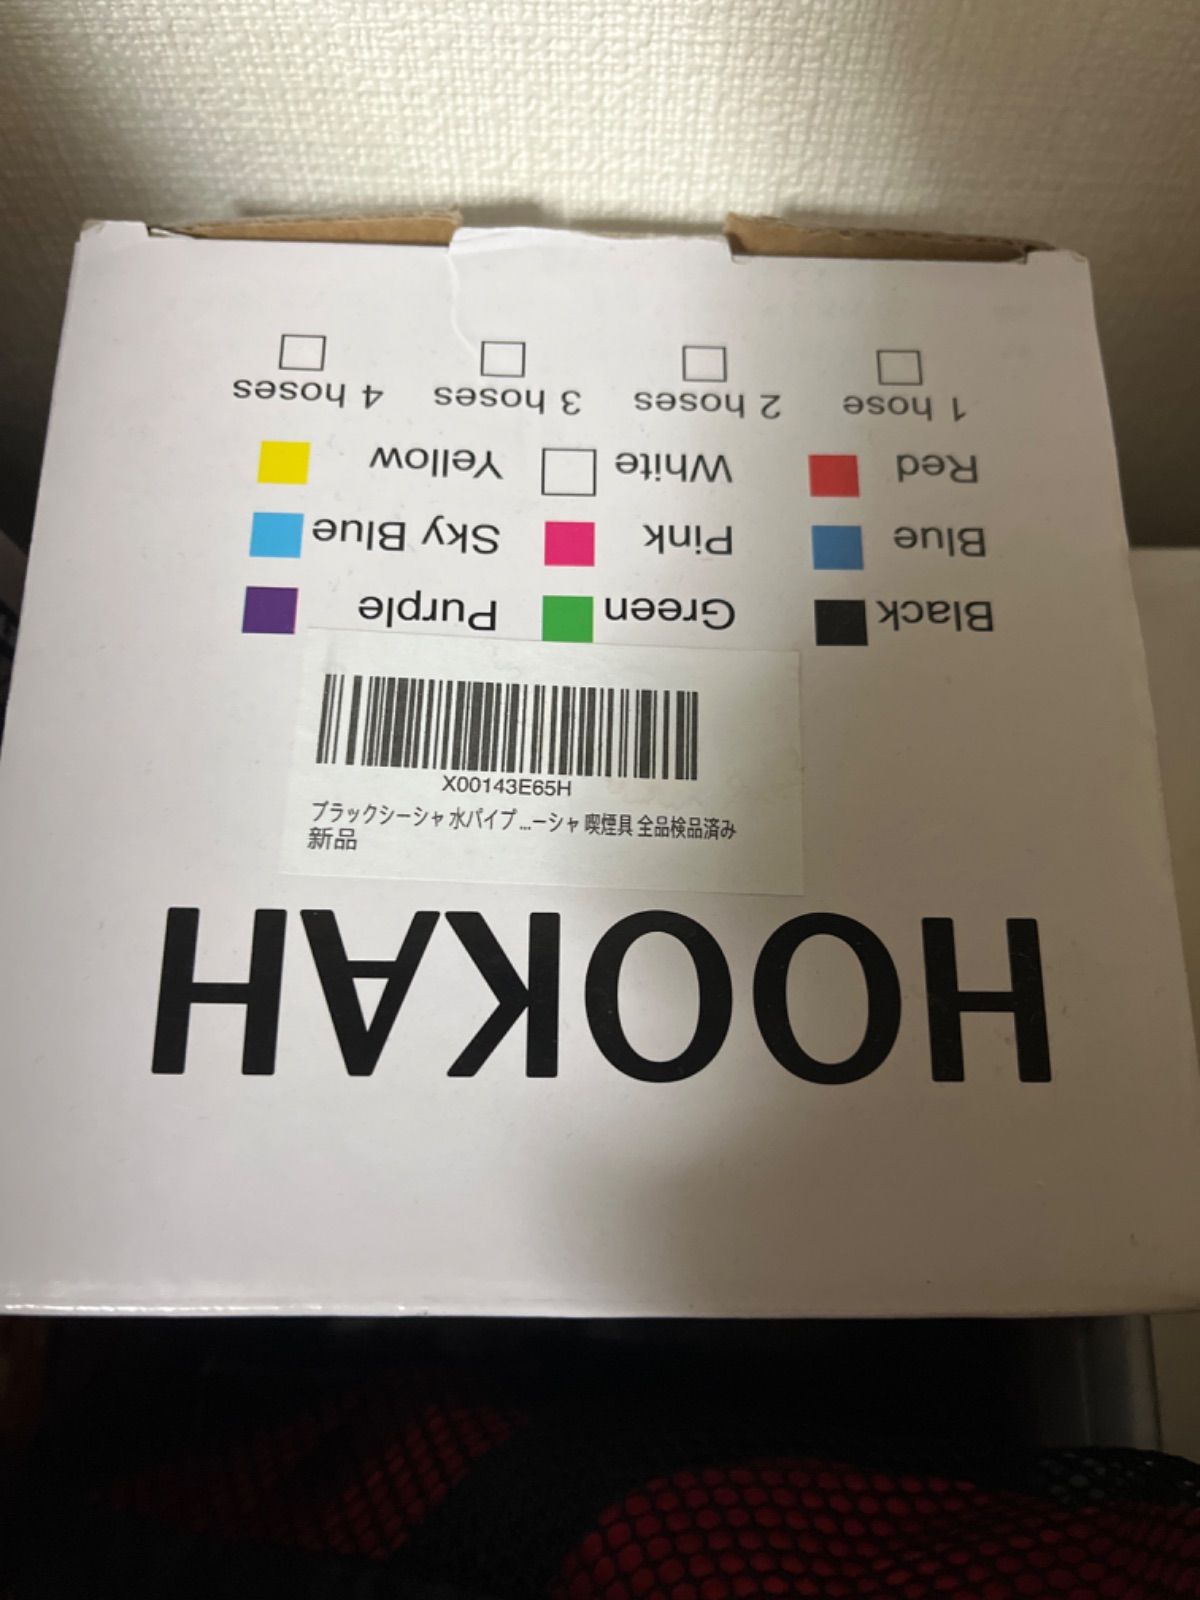 HOOKAH
X00143E65H
ブラックシーシャ 水パイプ ...ーシャ 喫煙具 全品検品済み
新品
Black Green Purple
Blue Pink Sky Blue
Red White Yellow
1 hose 2 hoses 3 hoses 4 hoses